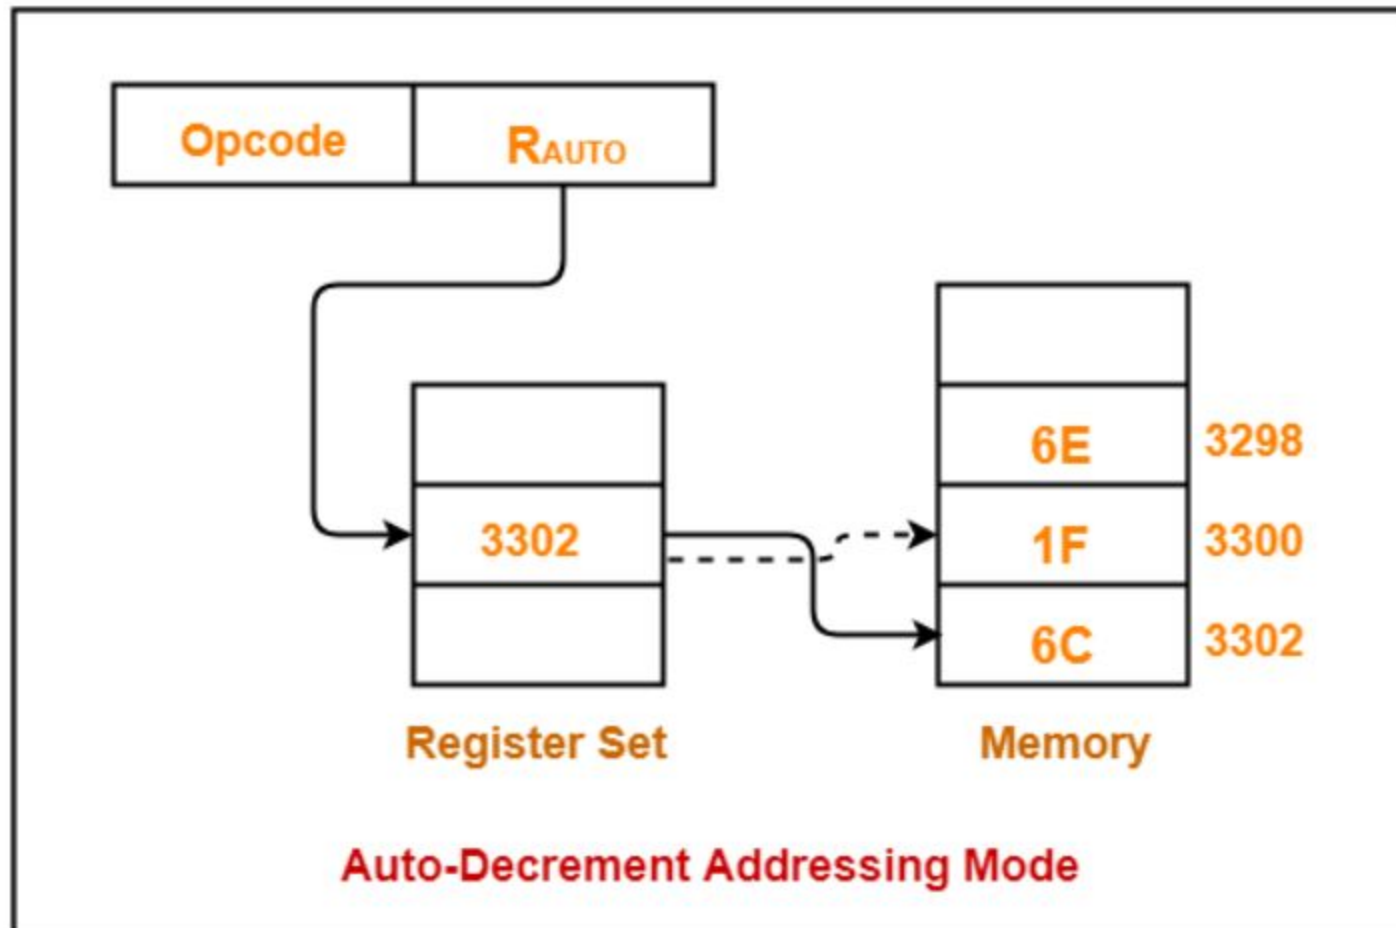 Opcode
RAUTO
6E
3298
3302
1F
3300
6C
3302
Register Set
Memory
Auto-Decrement Addressing Mode